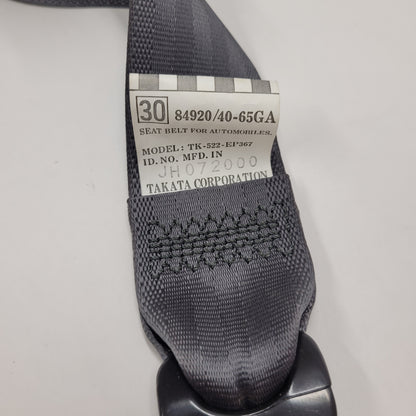 30 84920/40-65GA
SEAT BELT FOR AUTOMOBILES.
MODEL: TK-522-EP367
ID. NO. MFD. IN
JH072000
TAKATA CORPORATION